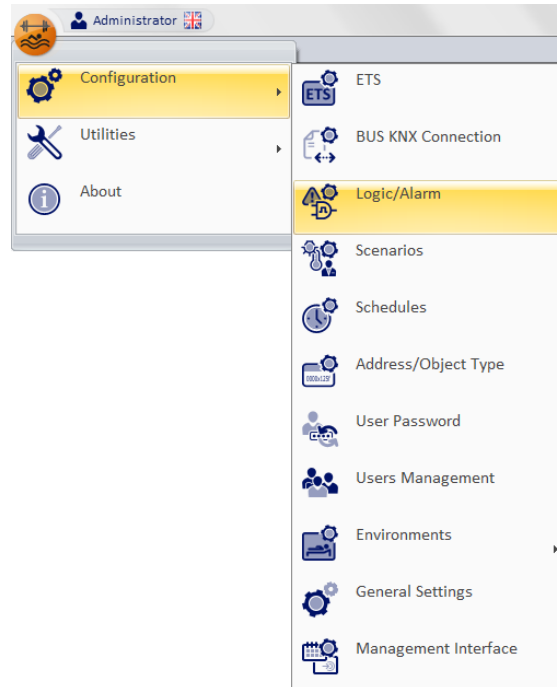 Administrator
Configuration
Utilities
About
ETS
ETS
BUS KNX Connection
Logic/Alarm
Scenarios
Schedules
Address/Object Type
User Password
Users Management
Environments
General Settings
Management Interface